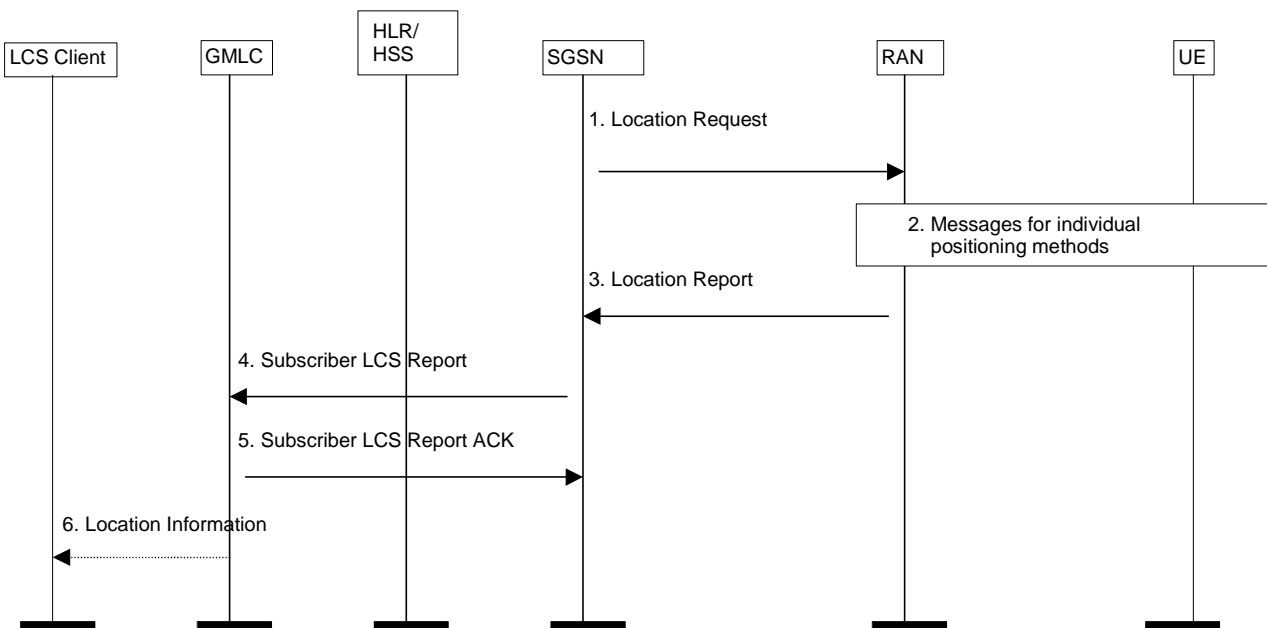 HLR/
HSS
LCS Client
GMLC
SGSN
RAN
UE
1. Location Request
2. Messages for individual
positioning methods
3. Location Report
4. Subscriber LCS Report
5. Subscriber LCS Report ACK
6. Location Information